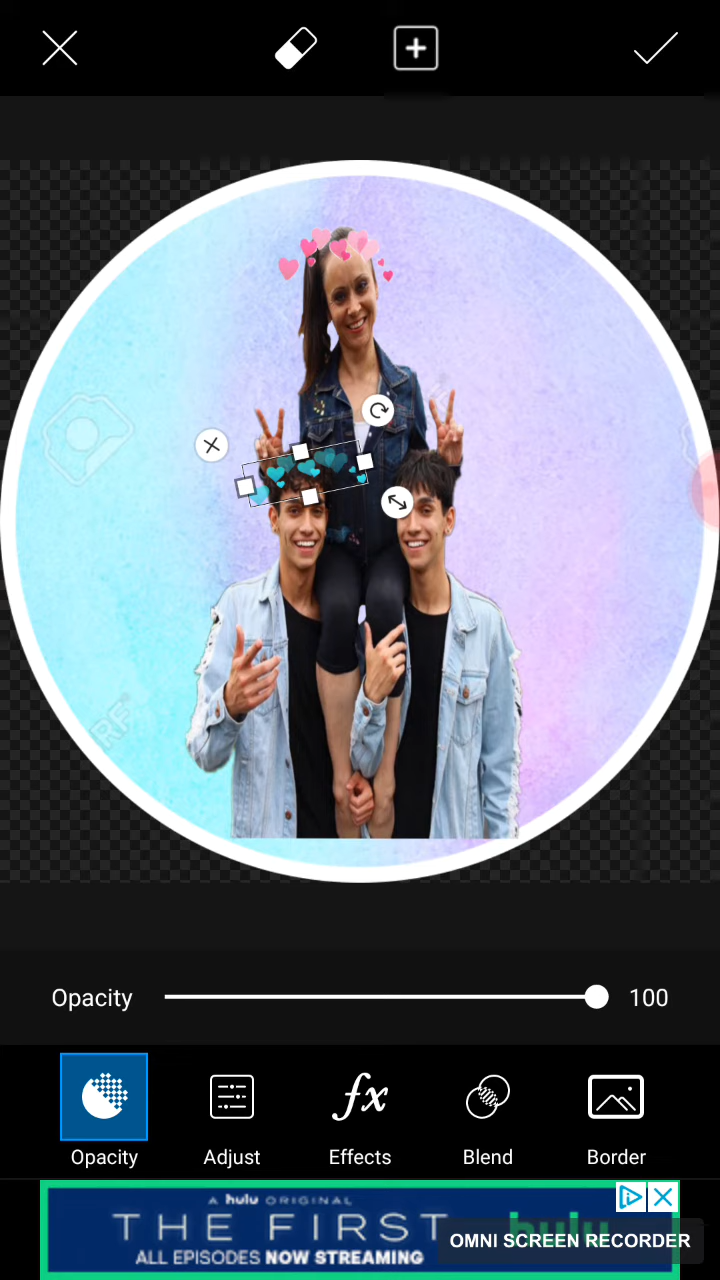 Opacity 100
fx
Opacity Adjust Effects Blend Border
A hulu ORIGINAL
THE FIRST
ALL EPISODES NOW STREAMING
hulu
OMNI SCREEN RECORDER
RF